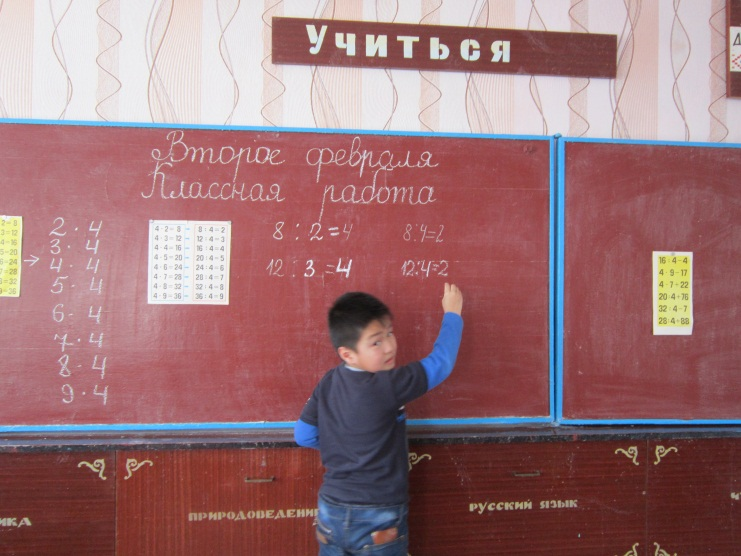 Учиться
Второе февраля
Классная работа
2 · 4
3 · 4
4 · 4
5 · 4
6 · 4
7 · 4
8 · 4
9 · 4
4·2=8 – 8:4=2
4·3=12 – 12:4=3
4·4=16 – 16:4=4
4·5=20 – 20:4=5
4·6=24 – 24:4=6
4·7=28 – 28:4=7
4·8=32 – 32:4=8
4·9=36 – 36:4=9
8 : 2 = 4
12 : 3 = 4
8:4=2
12:4=2
природоведение
русский язык